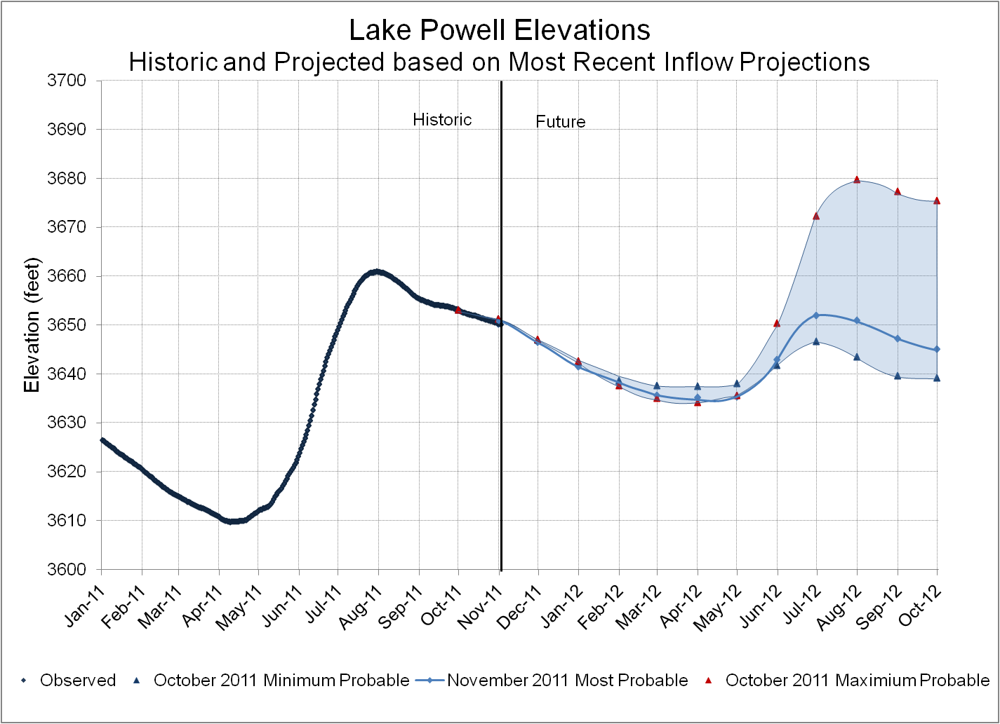 Lake Powell Elevations
Historic and Projected based on Most Recent Inflow Projections
3700
3690
3680
3670
3660
3650
3640
3630
3620
3610
3600
Elevation (feet)
Historic
Future
Jan-11
Feb-11
Mar-11
Apr-11
May-11
Jun-11
Jul-11
Aug-11
Sep-11
Oct-11
Nov-11
Dec-11
Jan-12
Feb-12
Mar-12
Apr-12
May-12
Jun-12
Jul-12
Aug-12
Sep-12
Oct-12
Observed
October 2011 Minimum Probable
November 2011 Most Probable
October 2011 Maximium Probable